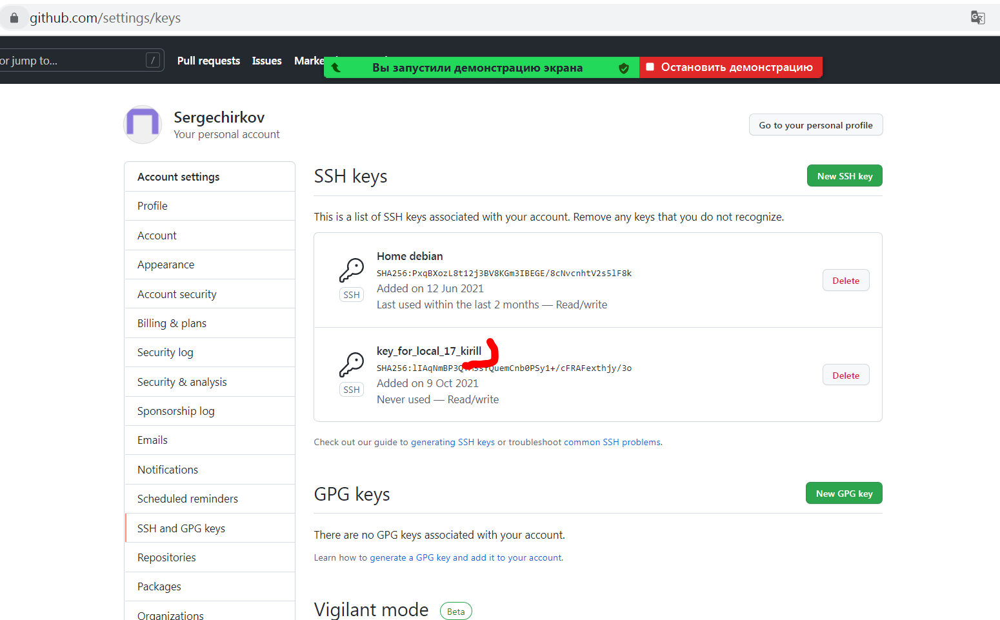 github.com/settings/keys
or jump to...
/
Pull requests
Issues
Marke
Вы запустили демонстрацию экрана
Остановить демонстрацию
Sergechirkov
Your personal account
Go to your personal profile
Account settings
Profile
Account
Appearance
Account security
Billing & plans
Security log
Security & analysis
Sponsorship log
Emails
Notifications
Scheduled reminders
SSH and GPG keys
Repositories
Packages
Organizations
SSH keys
New SSH key
This is a list of SSH keys associated with your account. Remove any keys that you do not recognize.
Home debian
SHA256:PxqBXozL8t12j3BV8KGm3IBEGE/8cNvcnhtV2s5lF8k
Added on 12 Jun 2021
Last used within the last 2 months — Read/write
SSH
Delete
key_for_local_17_kirill
Added on 9 Oct 2021
Never used — Read/write
SSH
Delete
Check out our guide to generating SSH keys or troubleshoot common SSH problems.
GPG keys
New GPG key
There are no GPG keys associated with your account.
Learn how to generate a GPG key and add it to your account.
Vigilant mode
Beta